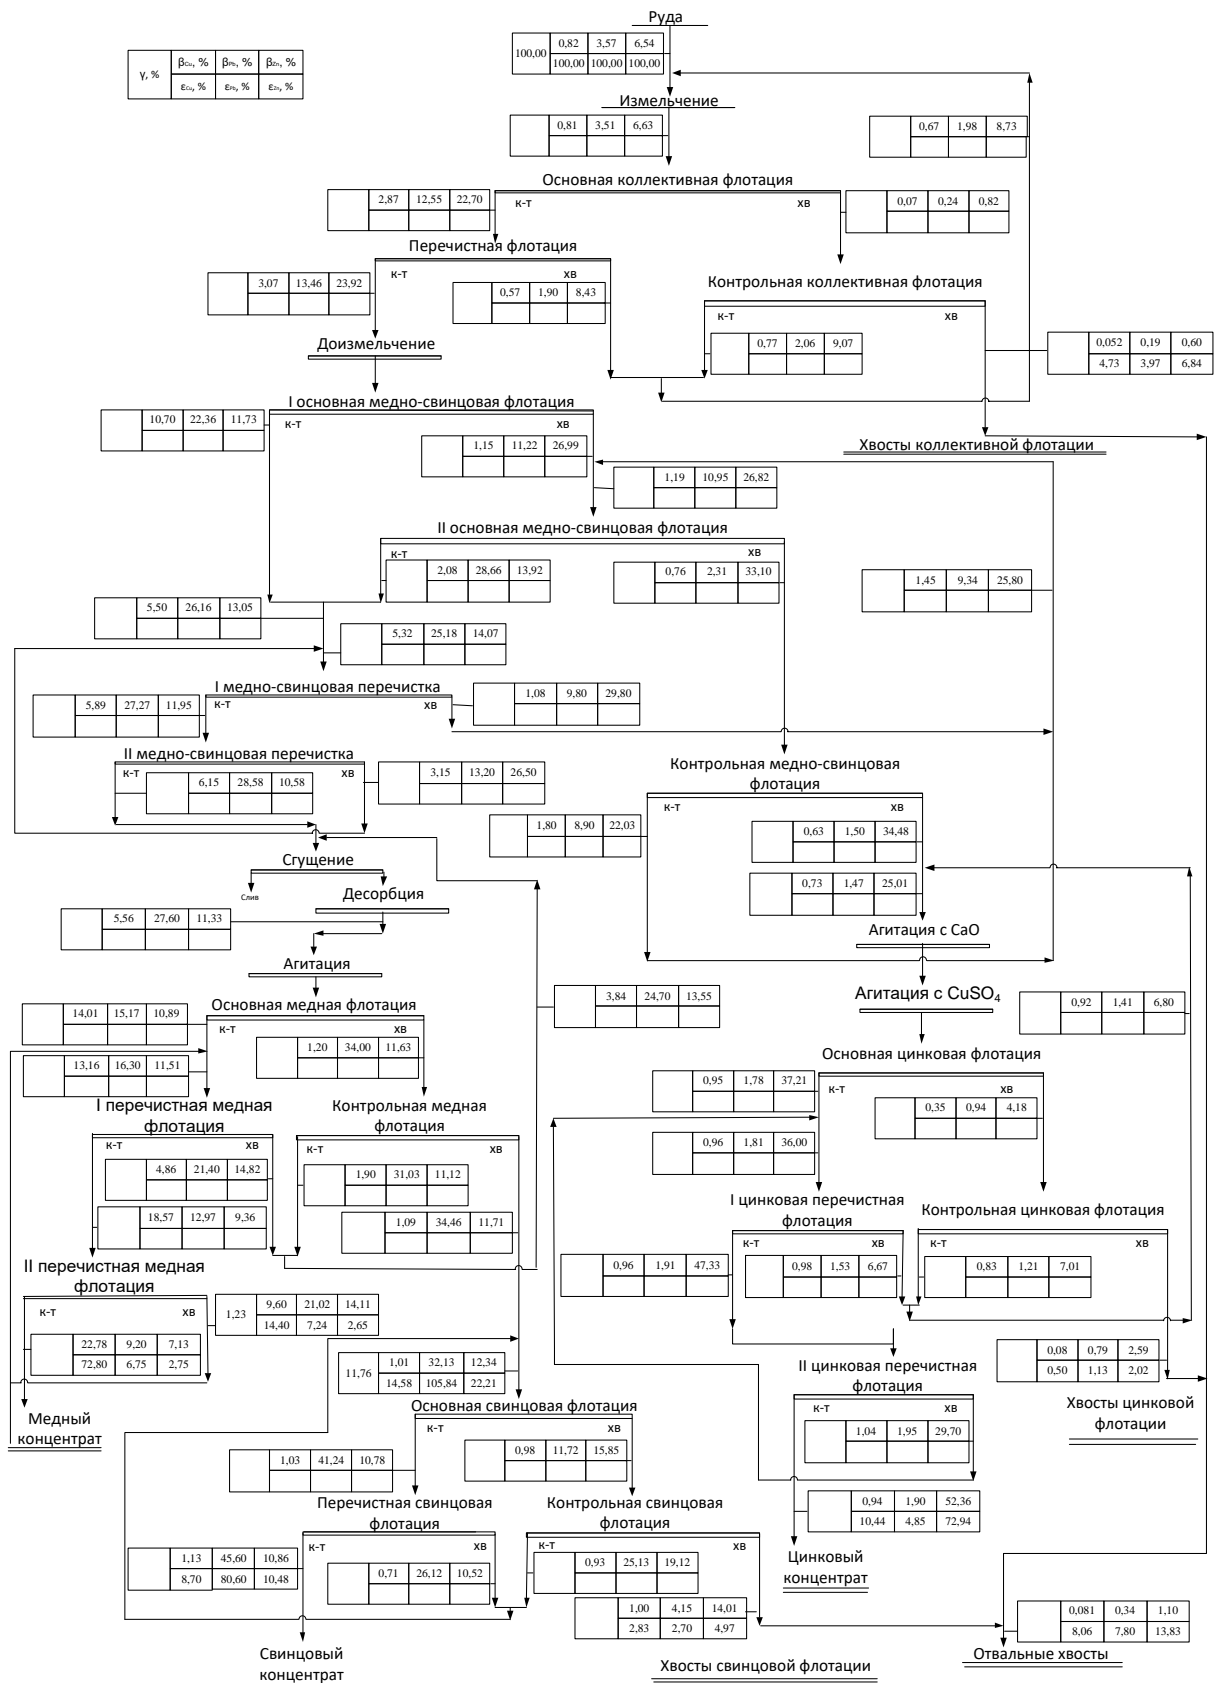 Руда
100,00 0,82 3,57 6,54
100,00 100,00 100,00
γ, % βCu, % βPb, % βZn, %
εCu, % εPb, % εZn, %
Измельчение
0,81 3,51 6,63
0,67 1,98 8,73
Основная коллективная флотация
2,87 12,55 22,70
К-Т ХВ
0,07 0,24 0,82
Перечистная флотация
К-Т ХВ
3,07 13,46 23,92
0,57 1,90 8,43
Контрольная коллективная флотация
К-Т ХВ
0,77 2,06 9,07
0,052 0,19 0,60
4,73 3,97 6,84
Доизмельчение
I основная медно-свинцовая флотация
10,70 22,36 11,73
К-Т ХВ
1,15 11,22 26,99
Хвосты коллективной флотации
1,19 10,95 26,82
II основная медно-свинцовая флотация
К-Т ХВ
2,08 28,66 13,92
0,76 2,31 33,10
1,45 9,34 25,80
5,50 26,16 13,05
5,32 25,18 14,07
I медно-свинцовая перечистка
5,89 27,27 11,95
К-Т ХВ
1,08 9,80 29,80
II медно-свинцовая перечистка
К-Т ХВ
6,15 28,58 10,58
3,15 13,20 26,50
Контрольная медно-свинцовая
флотация
К-Т ХВ
1,80 8,90 22,03
0,63 1,50 34,48
0,73 1,47 25,01
Сгущение
Слив
Десорбция
5,56 27,60 11,33
Агитация с CaO
Агитация
Агитация с CuSO4
3,84 24,70 13,55
0,92 1,41 6,80
Основная медная флотация
14,01 15,17 10,89
К-Т ХВ
1,20 34,00 11,63
13,16 16,30 11,51
Основная цинковая флотация
0,95 1,78 37,21
К-Т ХВ
0,35 0,94 4,18
0,96 1,81 36,00
I перечистная медная
флотация
К-Т ХВ
4,86 21,40 14,82
18,57 12,97 9,36
Контрольная медная
флотация
К-Т ХВ
1,90 31,03 11,12
1,09 34,46 11,71
I цинковая перечистная
флотация
К-Т ХВ
0,96 1,91 47,33
0,98 1,53 6,67
Контрольная цинковая флотация
К-Т ХВ
0,83 1,21 7,01
II перечистная медная
флотация
К-Т ХВ
1,23 9,60 21,02 14,11
14,40 7,24 2,65
22,78 9,20 7,13
72,80 6,75 2,75
11,76 1,01 32,13 12,34
14,58 105,84 22,21
0,08 0,79 2,59
0,50 1,13 2,02
II цинковая перечистная
флотация
К-Т ХВ
1,04 1,95 29,70
Хвосты цинковой
флотации
Медный
концентрат
Основная свинцовая флотация
К-Т ХВ
1,03 41,24 10,78
0,98 11,72 15,85
0,94 1,90 52,36
10,44 4,85 72,94
Перечистная свинцовая
флотация
К-Т ХВ
1,13 45,60 10,86
8,70 80,60 10,48
0,71 26,12 10,52
Контрольная свинцовая
флотация
К-Т ХВ
0,93 25,13 19,12
1,00 4,15 14,01
2,83 2,70 4,97
Цинковый
концентрат
0,081 0,34 1,10
8,06 7,80 13,83
Свинцовый
концентрат
Хвосты свинцовой флотации
Отвальные хвосты